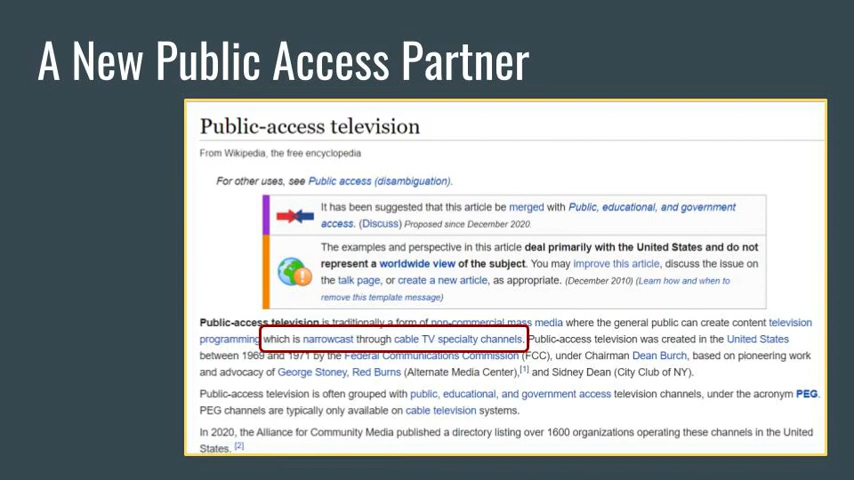 A New Public Access Partner
Public-access television
From Wikipedia, the free encyclopedia
For other uses, see Public access (disambiguation).
It has been suggested that this article be merged with Public, educational, and government
access. (Discuss) Proposed since December 2020.
The examples and perspective in this article deal primarily with the United States and do not
represent a worldwide view of the subject. You may improve this article, discuss the issue on
the talk page, or create a new article, as appropriate. (December 2010) (Learn how and when to
remove this template message)
Public-access television is traditionally a form of non-commercial mass media where the general public can create content television
programming which is narrowcast through cable TV specialty channels. Public-access television was created in the United States
between 1969 and 1971 by the Federal Communications Commission (FCC), under Chairman Dean Burch, based on pioneering work
and advocacy of George Stoney, Red Burns (Alternate Media Center),[1] and Sidney Dean (City Club of NY).
Public-access television is often grouped with public, educational, and government access television channels, under the acronym PEG.
PEG channels are typically only available on cable television systems.
In 2020, the Alliance for Community Media published a directory listing over 1600 organizations operating these channels in the United
States. [2]